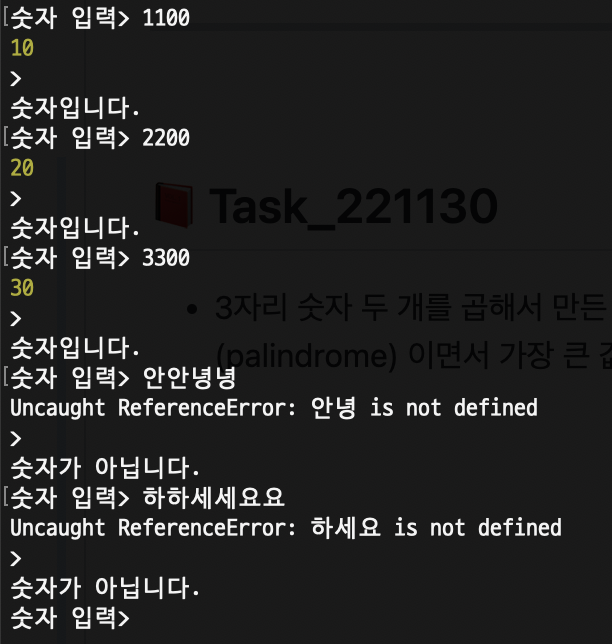 [숫자 입력> 1100
10
>
숫자입니다.
[숫자 입력> 2200
20
>
숫자입니다.
[숫자 입력> 3300
30
>
숫자입니다.
[숫자 입력> 안안녕녕
Uncaught ReferenceError: 안녕 is not defined
>
숫자가 아닙니다.
[숫자 입력> 하하세세요요
Uncaught ReferenceError: 하세요 is not defined
>
숫자가 아닙니다.
숫자 입력>
Task_221130
• 3자리 숫자 두 개를 곱해서 만든
(palindrome) 이면서 가장 큰